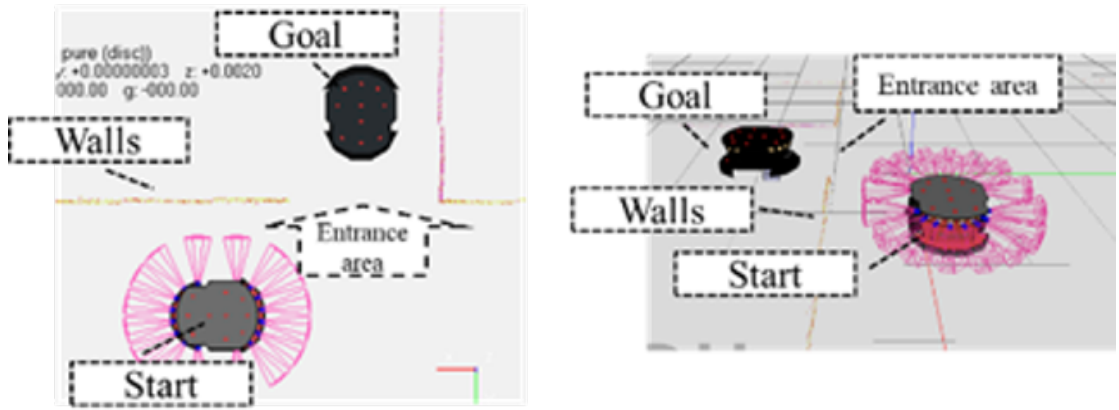 Goal
pure (disc))
y: +0.00000003 z: +0.0020
000.00 g: -000.00
Walls
Entrance
area
Start
Goal
Entrance area
Walls
Start